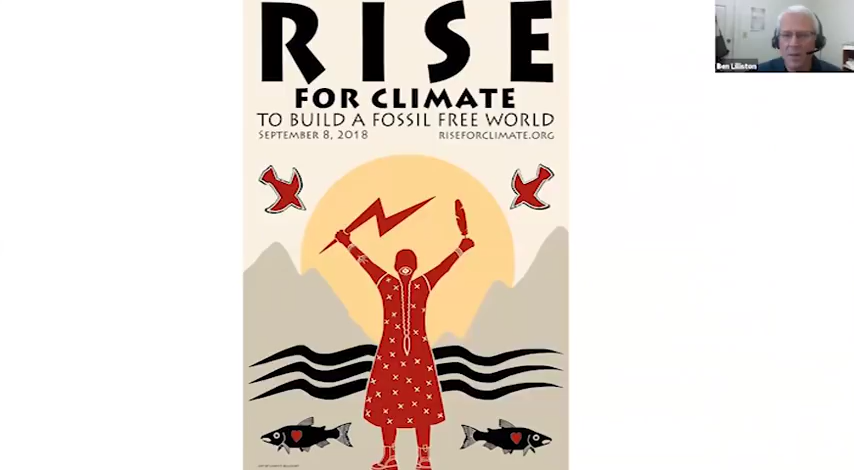 RISE
FOR CLIMATE
TO BUILD A FOSSIL FREE WORLD
SEPTEMBER 8, 2018 RISEFORCLIMATE.ORG
Ben Lilliston